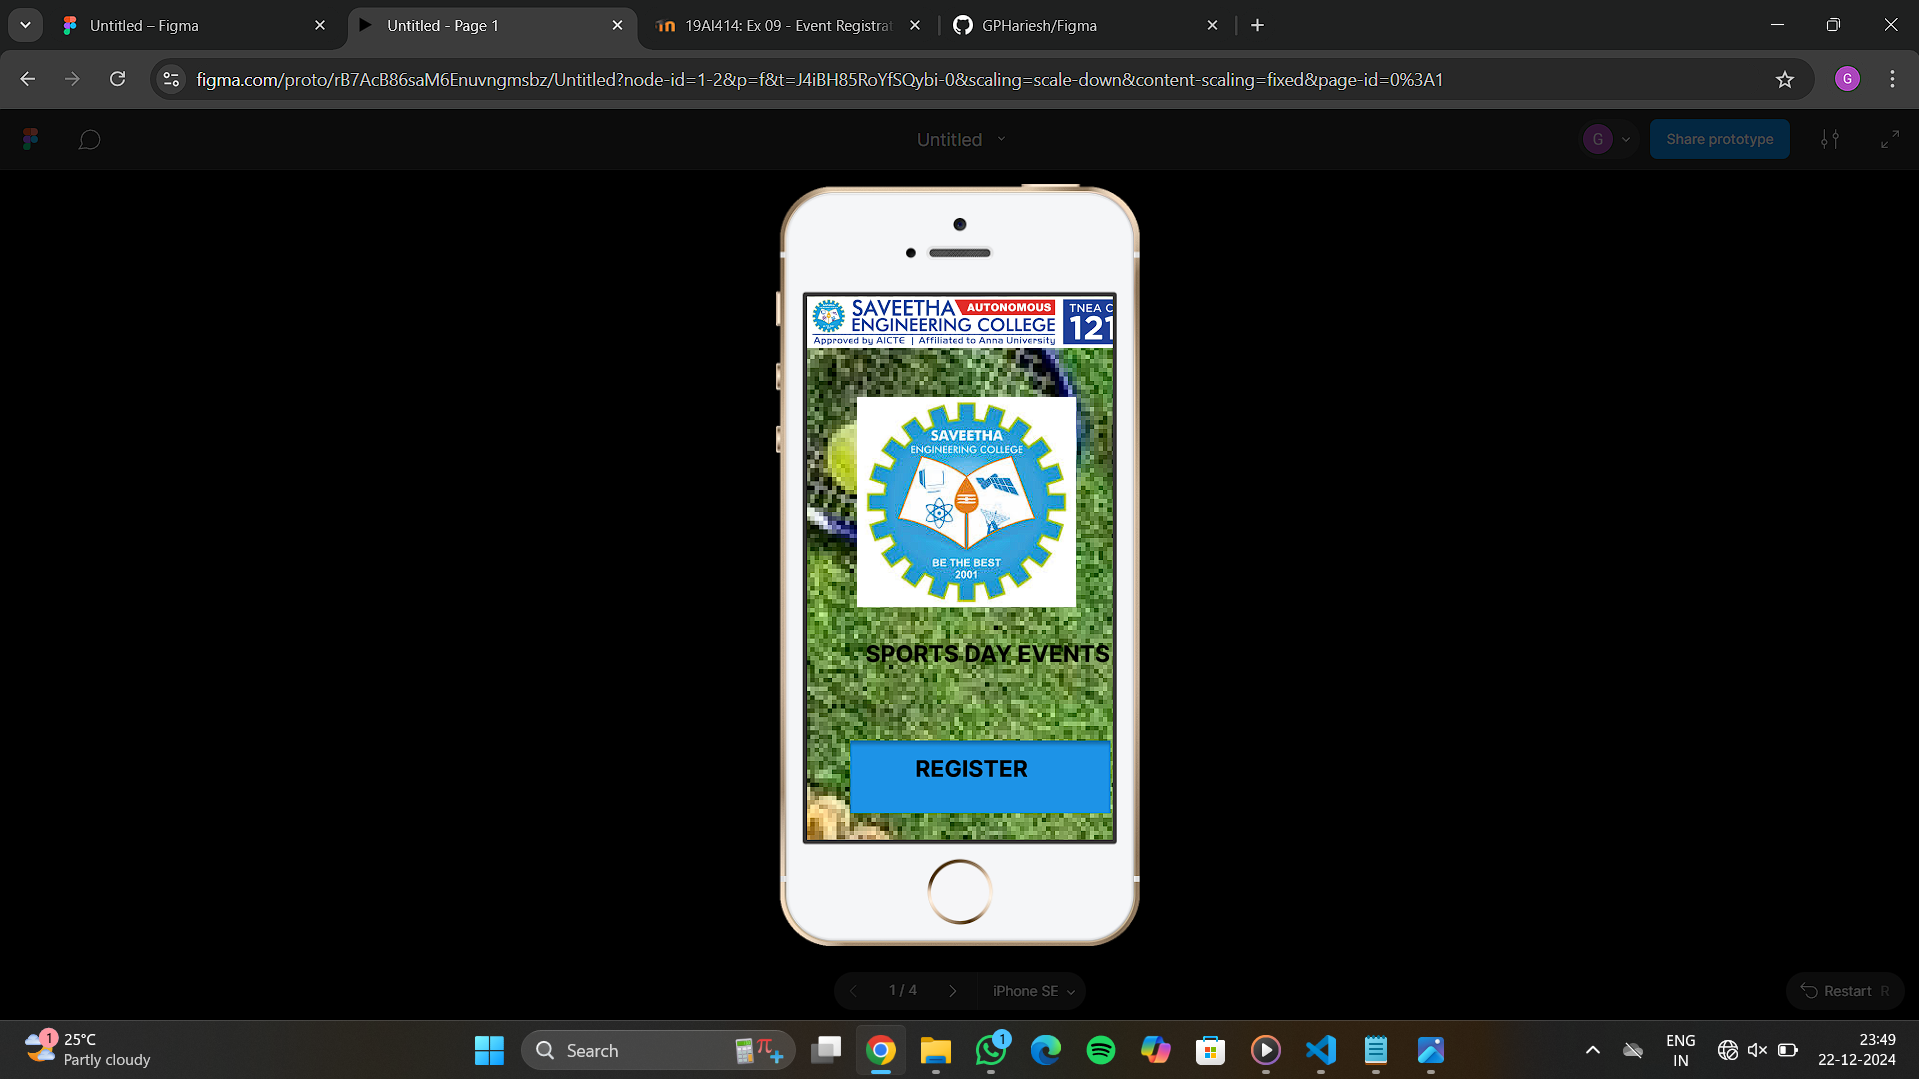 Untitled – Figma
Untitled - Page 1
19AI414: Ex 09 - Event Registrat
GPHariesh/Figma
figma.com/proto/rB7AcB86saM6Enuvngmsbz/Untitled?node-id=1-2&p=f&t=J4iBH85RoYfSQybi-0&scaling=scale-down&content-scaling=fixed&page-id=0%3A1
G
Untitled
G
Share prototype
SAVEETHA AUTONOMOUS
ENGINEERING COLLEGE
Approved by AICTE | Affiliated to Anna University
TNEA C
121
SAVEETHA
ENGINEERING COLLEGE
BE THE BEST
2001
SPORTS DAY EVENTS
REGISTER
1 / 4
iPhone SE
Restart R
1
25°C
Partly cloudy
Search
1
ENG
IN
23:49
22-12-2024